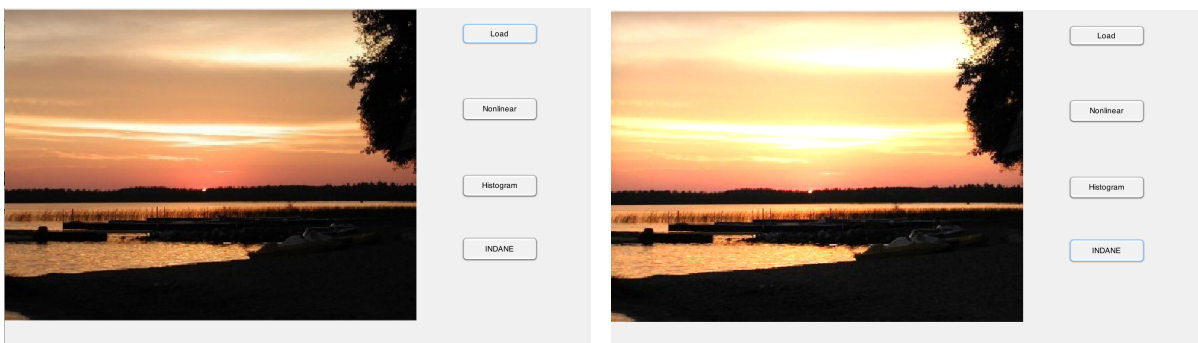 Load
Nonlinear
Histogram
INDANE
Load
Nonlinear
Histogram
INDANE